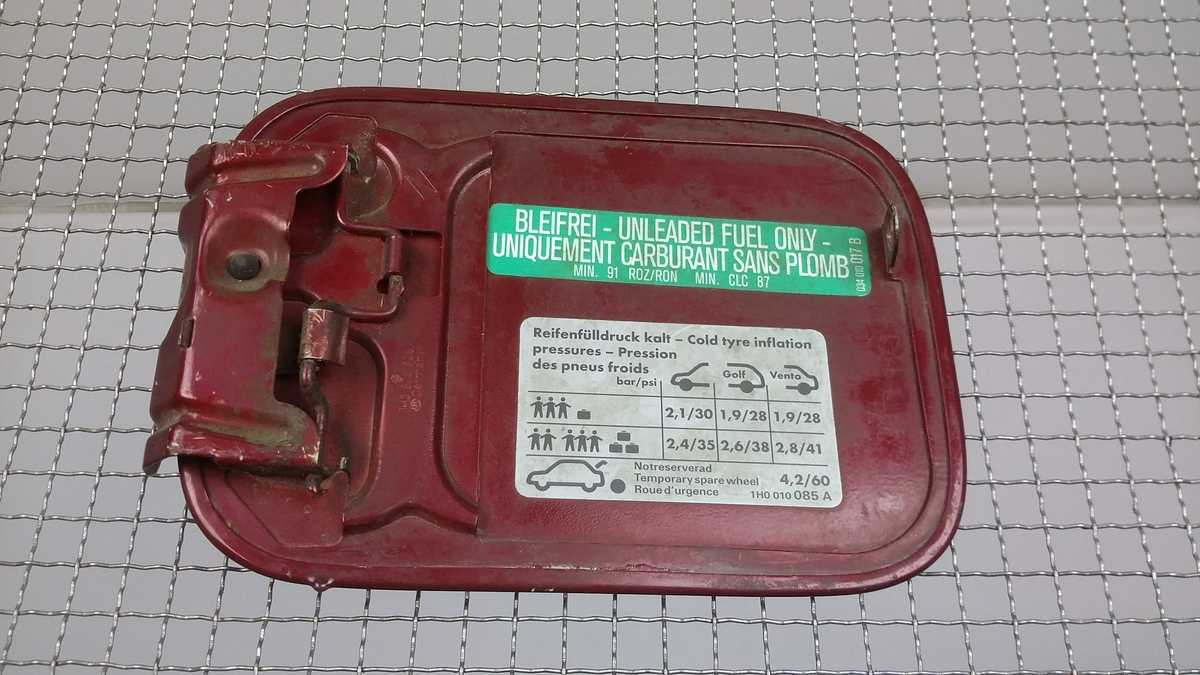 BLEIFREI - UNLEADED FUEL ONLY -
UNIQUEMENT CARBURANT SANS PLOMB
MIN. 91 ROZ/RON MIN. CLC 87
034 010 017 B
Reifenfülldruck kalt – Cold tyre inflation
pressures – Pression
des pneus froids
bar/psi
Golf
Vento
2,1/30 1,9/28 1,9/28
2,4/35 2,6/38 2,8/41
Notreserverad
Temporary spare wheel 4,2/60
Roue d'urgence 1H0 010 085 A